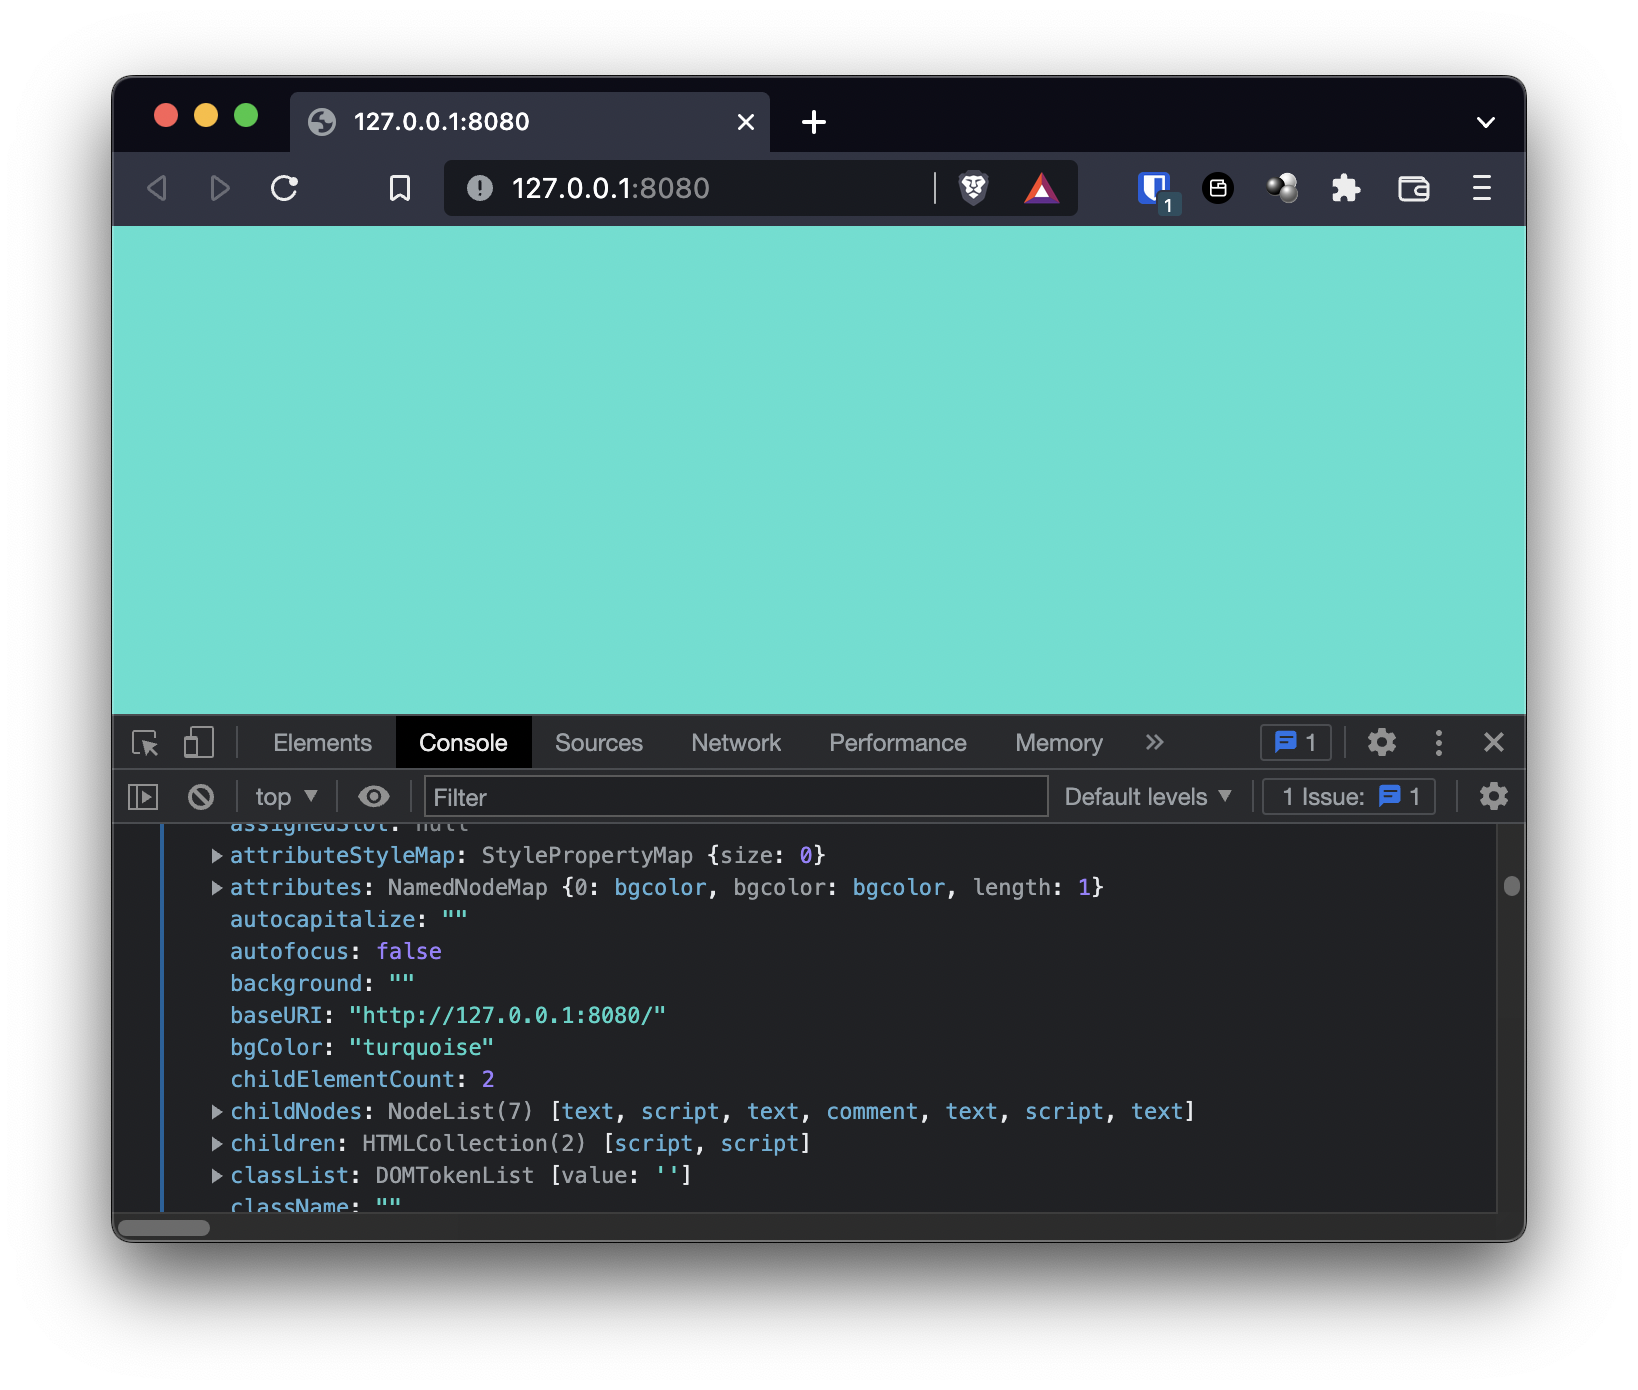 127.0.0.1:8080
127.0.0.1:8080
1
Elements Console Sources Network Performance Memory 1
top Filter Default levels 1 Issue: 1
assignedSlot: null
attributeStyleMap: StylePropertyMap {size: 0}
attributes: NamedNodeMap {0: bgcolor, bgcolor: bgcolor, length: 1}
autocapitalize: ""
autofocus: false
background: ""
baseURI: "http://127.0.0.1:8080/"
bgColor: "turquoise"
childElementCount: 2
childNodes: NodeList(7) [text, script, text, comment, text, script, text]
children: HTMLCollection(2) [script, script]
classList: DOMTokenList [value: '']
className: ""